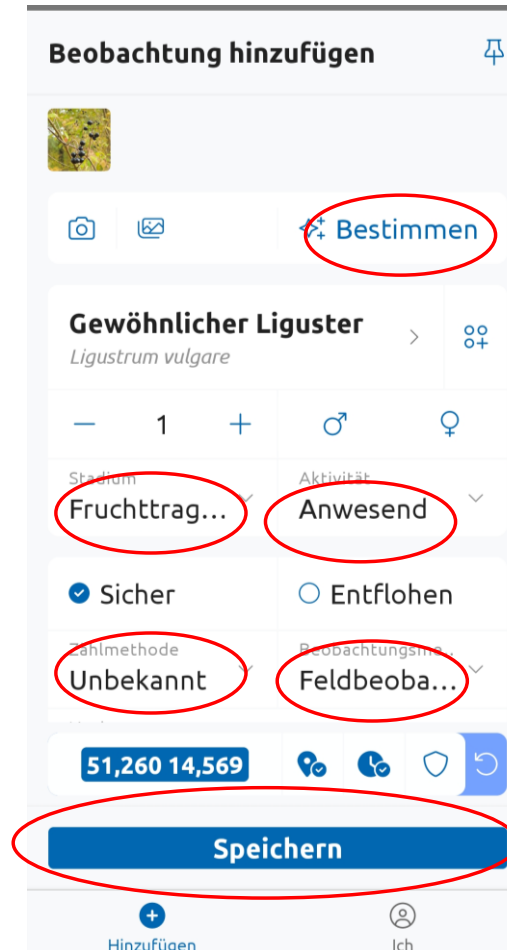 Beobachtung hinzufügen
Bestimmen
Gewöhnlicher Liguster
Ligustrum vulgare
1
Stadium
Aktivität
Fruchttrag...
Anwesend
Sicher
Entflohen
Zählmethode
Beobachtungsme...
Unbekannt
Feldbeoba...
51,260 14,569
Speichern
Hinzufügen
Ich